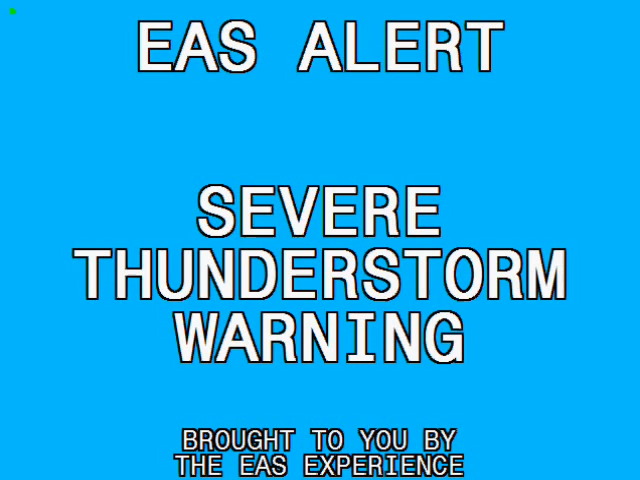 EAS ALERT
SEVERE
THUNDERSTORM
WARNING
BROUGHT TO YOU BY
THE EAS EXPERIENCE